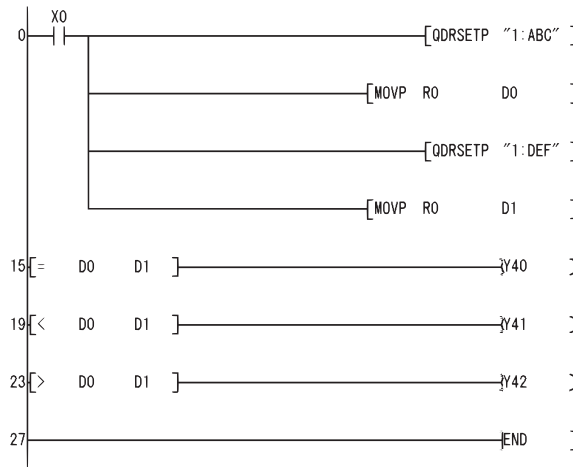 X0
0 QDRSETP "1:ABC"
MOVP R0 D0
QDRSETP "1:DEF"
MOVP R0 D1
15 = D0 D1 Y40
19 < D0 D1 Y41
23 > D0 D1 Y42
27 END